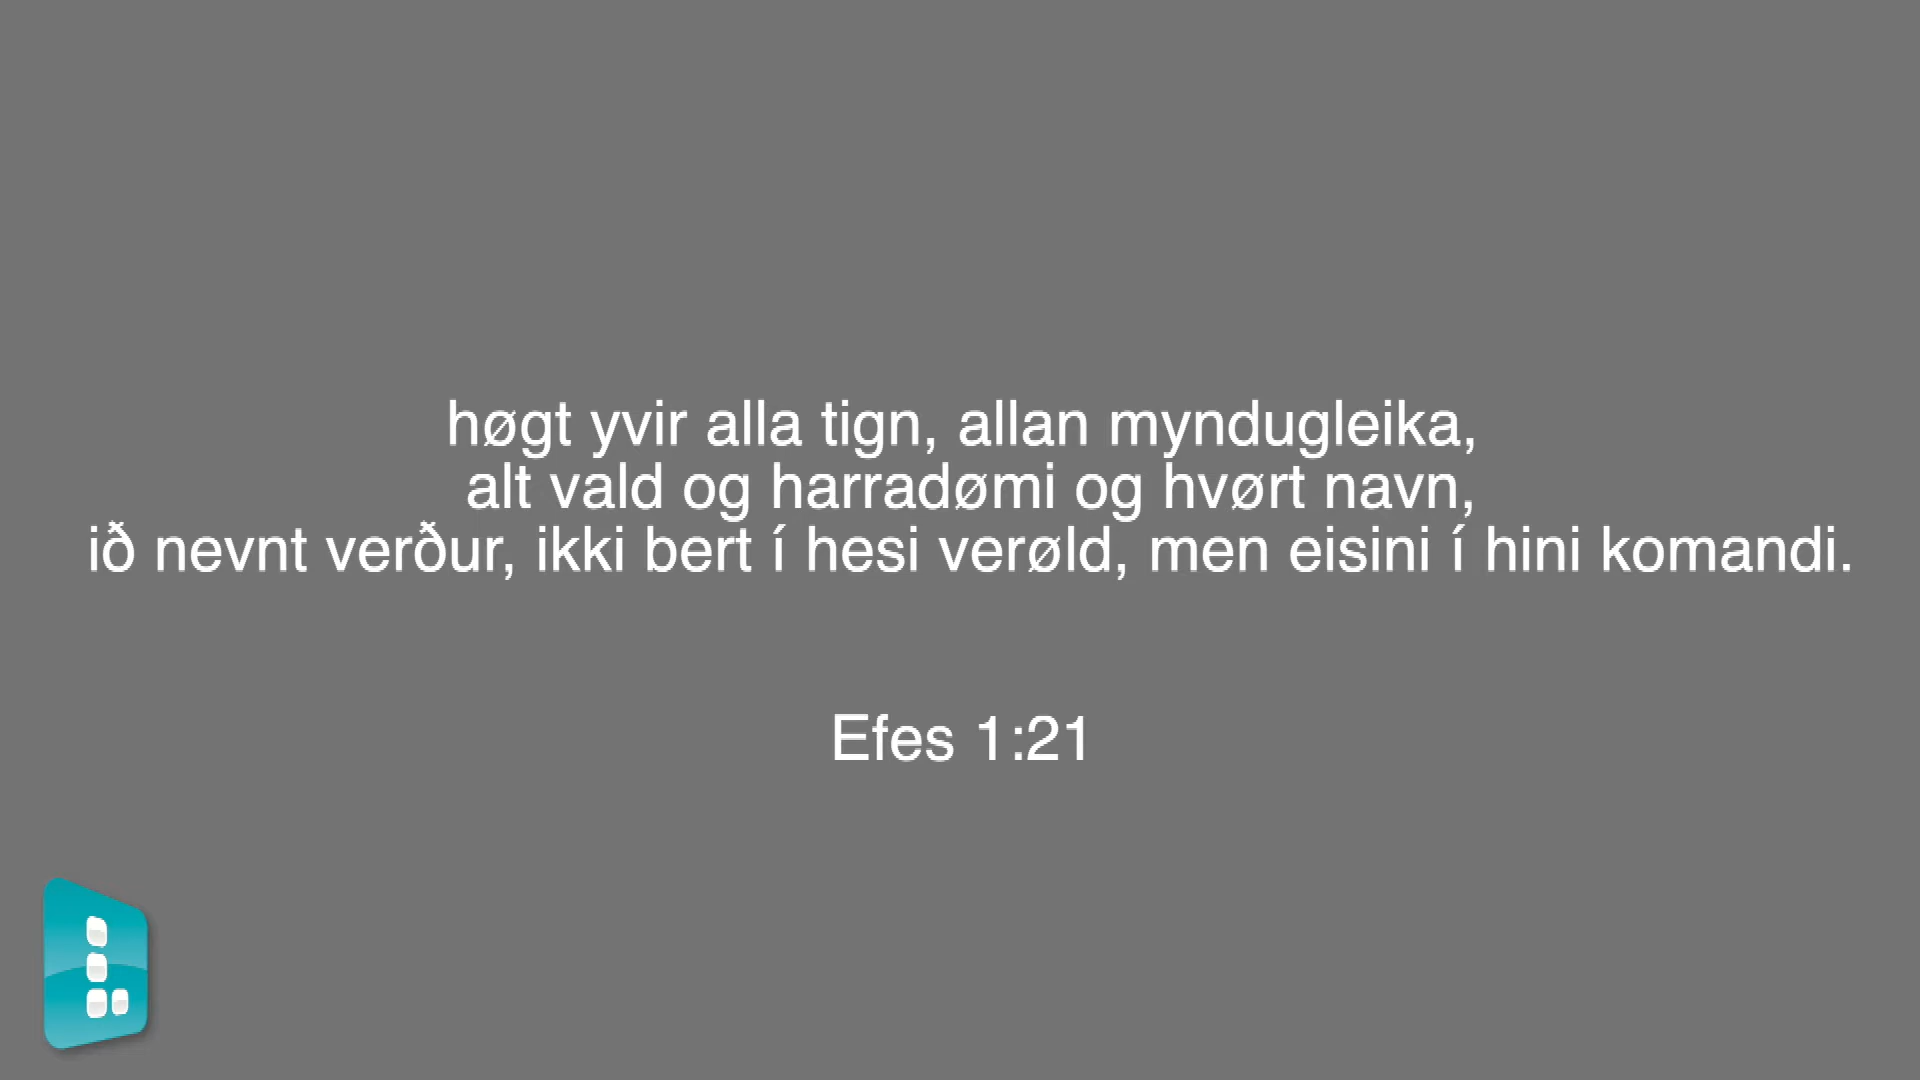 høgt yvir alla tign, allan myndugleika,
alt vald og harradømi og hvørt navn,
ið nevnt verður, ikki bert í hesi verøld, men eisini í hini komandi.
Efes 1:21